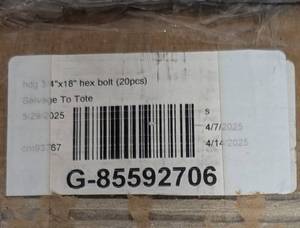 hdg 3/4"x18" hex bolt (20pcs)
Salvage To Tote
5/29/2025
s
4/7/2025
4/14/2025
G-85592706